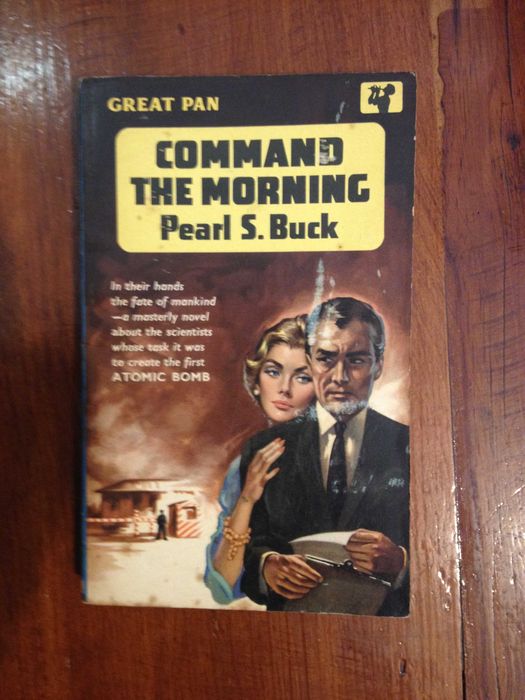 GREAT PAN
COMMAND
THE MORNING
Pearl S. Buck
In their hands
the fate of mankind
—a masterly novel
about the scientists
whose task it was
to create the first
ATOMIC BOMB